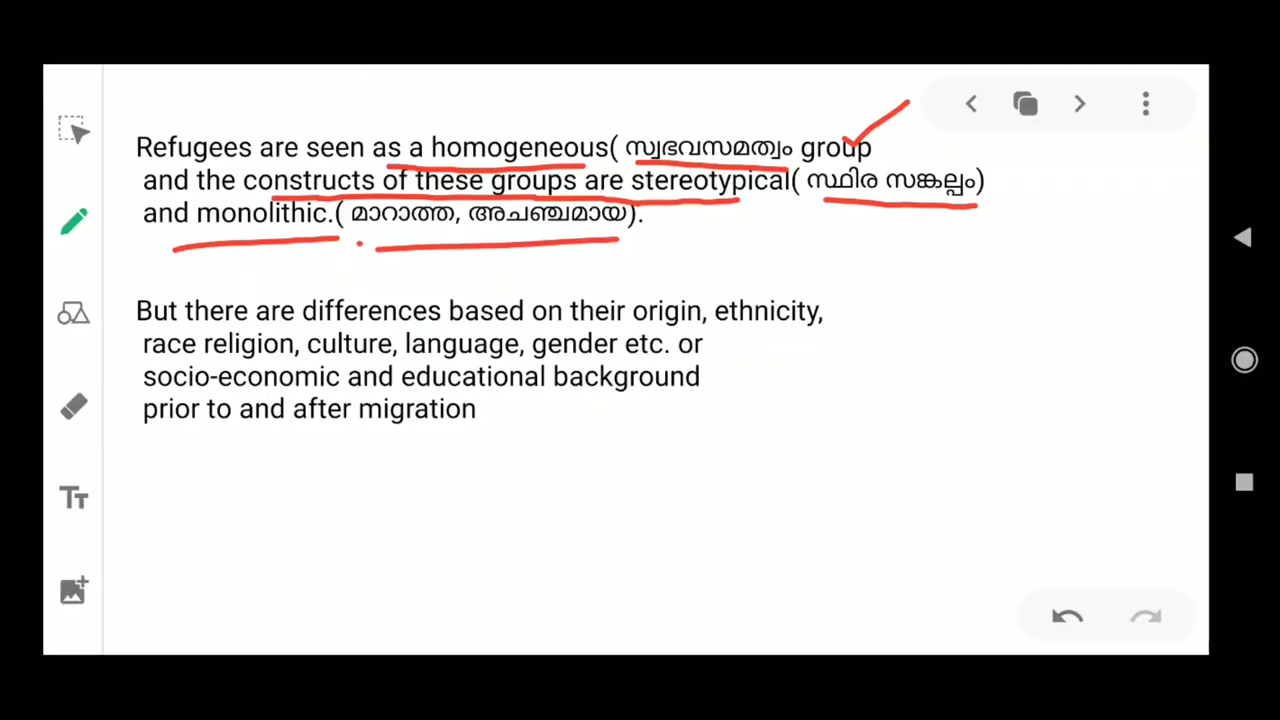 Refugees are seen as a homogeneous( സ്വഭവസമത്വം group
and the constructs of these groups are stereotypical( സ്ഥിര സങ്കല്പം)
and monolithic.( മാറാത്ത, അചഞ്ചമായ).
But there are differences based on their origin, ethnicity,
race religion, culture, language, gender etc. or
socio-economic and educational background
prior to and after migration
TT